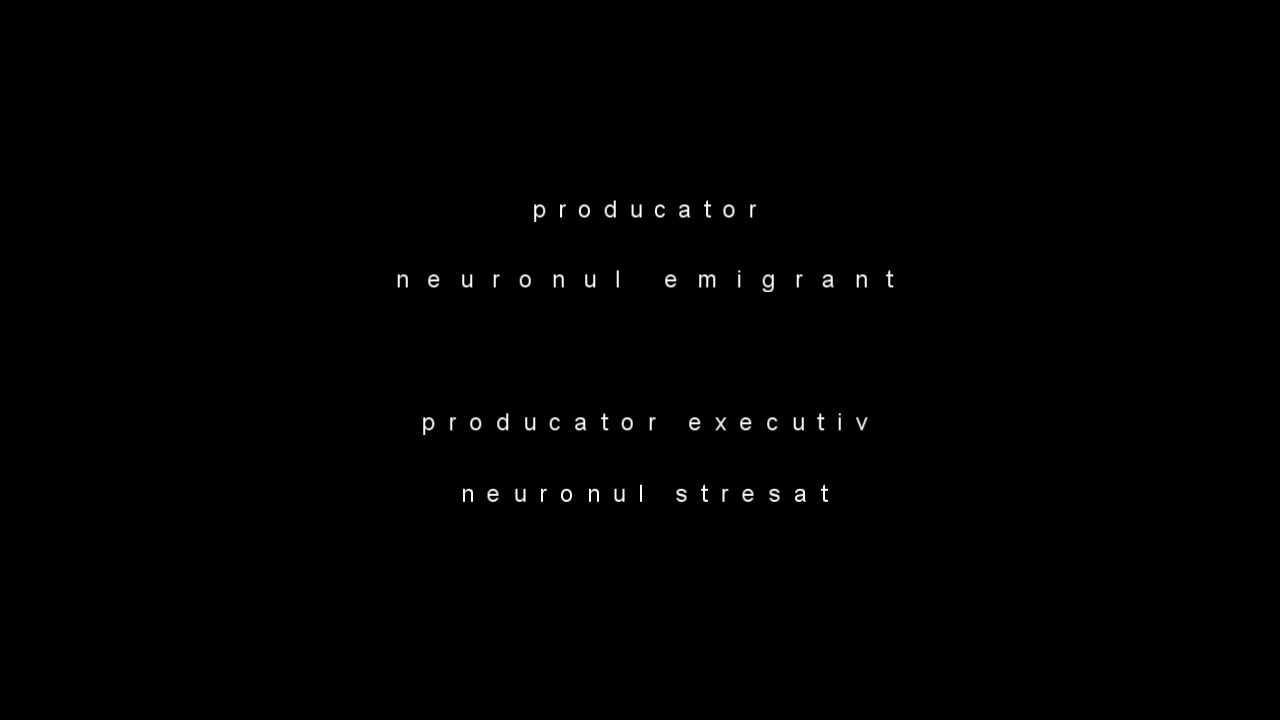 producator
neuronul emigrant
producator executiv
neuronul stresat